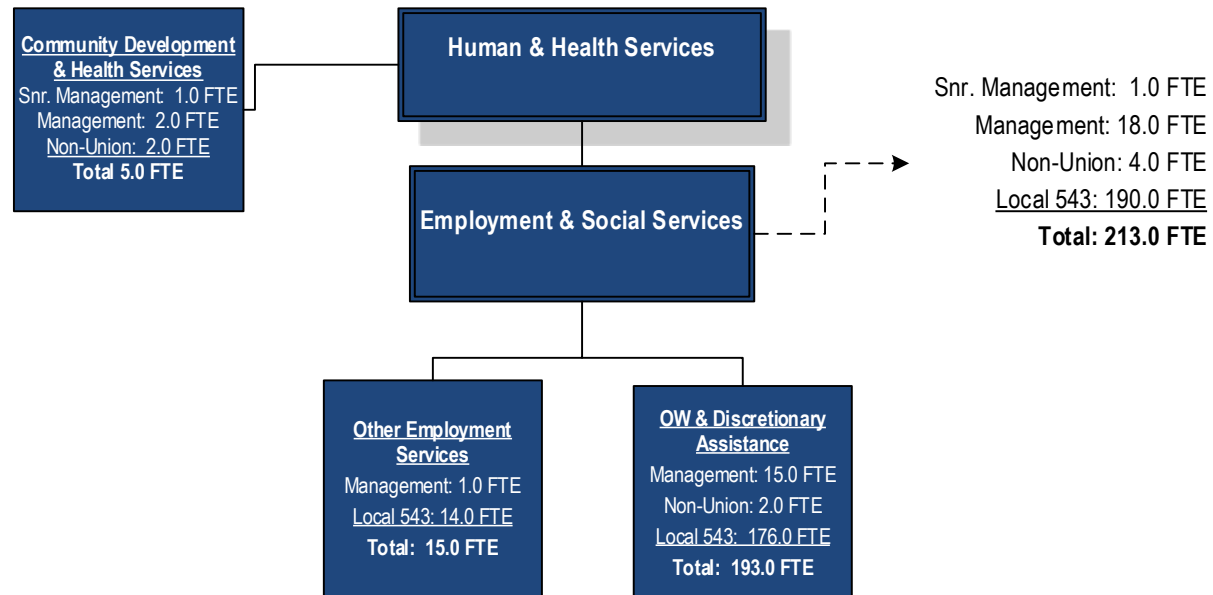 Community Development
& Health Services
Snr. Management: 1.0 FTE
Management: 2.0 FTE
Non-Union: 2.0 FTE
Total 5.0 FTE
Human & Health Services
Employment & Social Services
Snr. Management: 1.0 FTE
Management: 18.0 FTE
Non-Union: 4.0 FTE
Local 543: 190.0 FTE
Total: 213.0 FTE
Other Employment
Services
Management: 1.0 FTE
Local 543: 14.0 FTE
Total: 15.0 FTE
OW & Discretionary
Assistance
Management: 15.0 FTE
Non-Union: 2.0 FTE
Local 543: 176.0 FTE
Total: 193.0 FTE